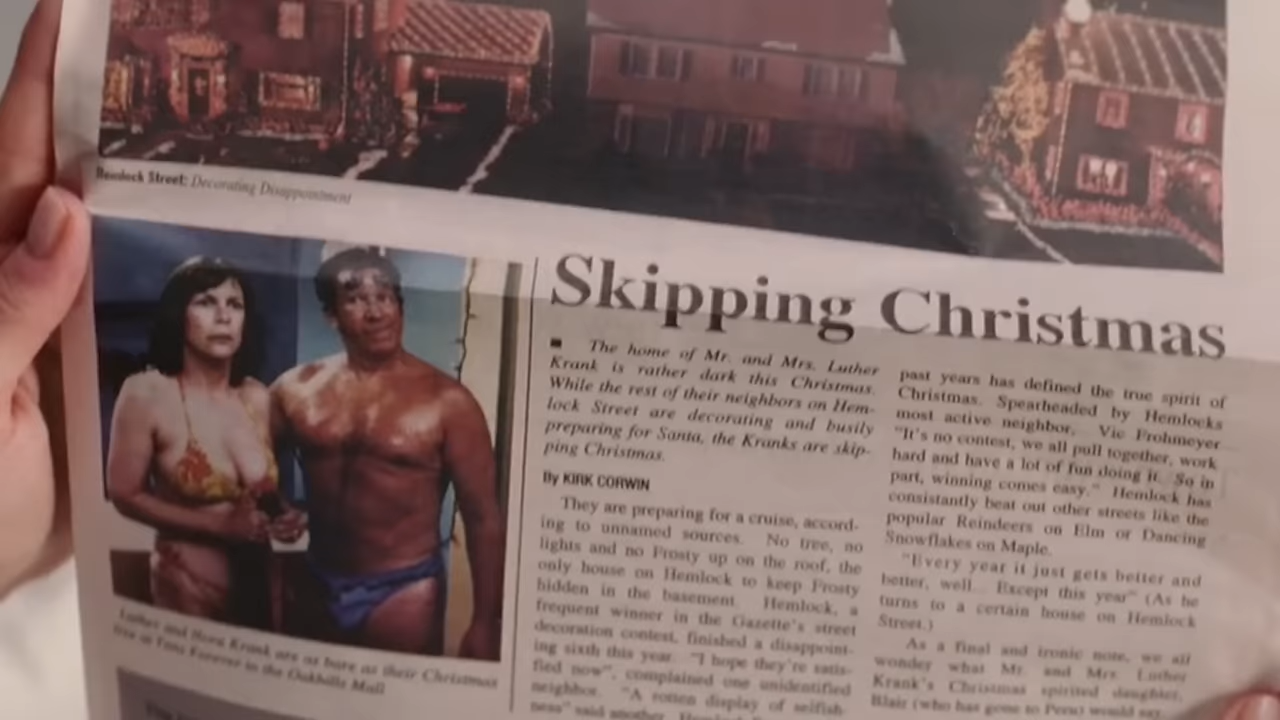 Hemlock Street: Decorating Disappointment
Skipping Christmas
The home of Mr. and Mrs. Luther
Krank is rather dark this Christmas.
While the rest of their neighbors on Hem-
lock Street are decorating and busily
preparing for Santa, the Kranks are skip-
ping Christmas.
By KIRK CORWIN
They are preparing for a cruise, accord-
ing to unnamed sources. No tree, no
lights and no Frosty up on the roof, the
only house on Hemlock to keep Frosty
hidden in the basement. Hemlock, a
frequent winner in the Gazette's street
decoration contest, finished a disappoint-
ing sixth this year. "I hope they're satis-
fied now", complained one unidentified
neighbor. "A rotten display of selfish-
ness" said another.
past years has defined the true spirit of
Christmas. Spearheaded by Hemlocks
most active neighbor, Vic Frohmeyer
"It's no contest, we all pull together, work
hard and have a lot of fun doing it. So in
part, winning comes easy." Hemlock has
consistantly beat out other streets like the
popular Reindeers on Elm or Dancing
Snowflakes on Maple.
"Every year it just gets better and
better, well... Except this year" (As he
turns to a certain house on Hemlock
Street.)
As a final and ironic note, we all
wonder what Mr. and Mrs. Luther
Krank's Christmas spirited daughter,
Blair (who has gone to Peru) would say.
Luther and Nora Krank are as bare as their Christmas
tree at Tans Forever in the Oakhills Mall